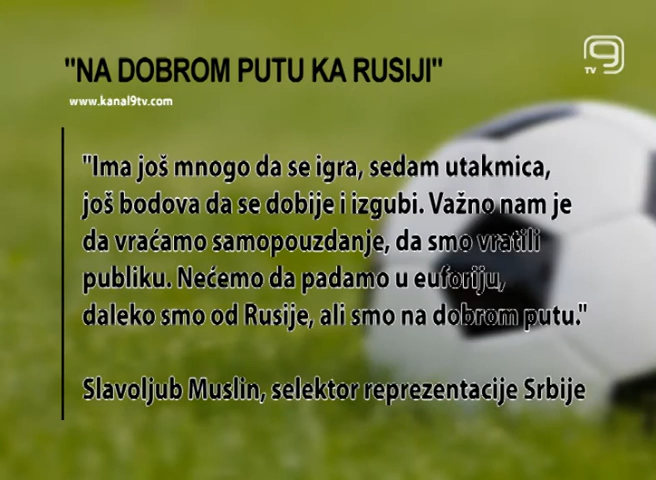 "NA DOBROM PUTU KA RUSIJI"
9
TV
www.kanal9tv.com
"Ima još mnogo da se igra, sedam utakmica,
još bodova da se dobije i izgubi. Važno nam je
da vraćamo samopouzdanje, da smo vratili
publiku. Nećemo da padamo u euforiju,
daleko smo od Rusije, ali smo na dobrom putu."
Slavoljub Muslin, selektor reprezentacije Srbije